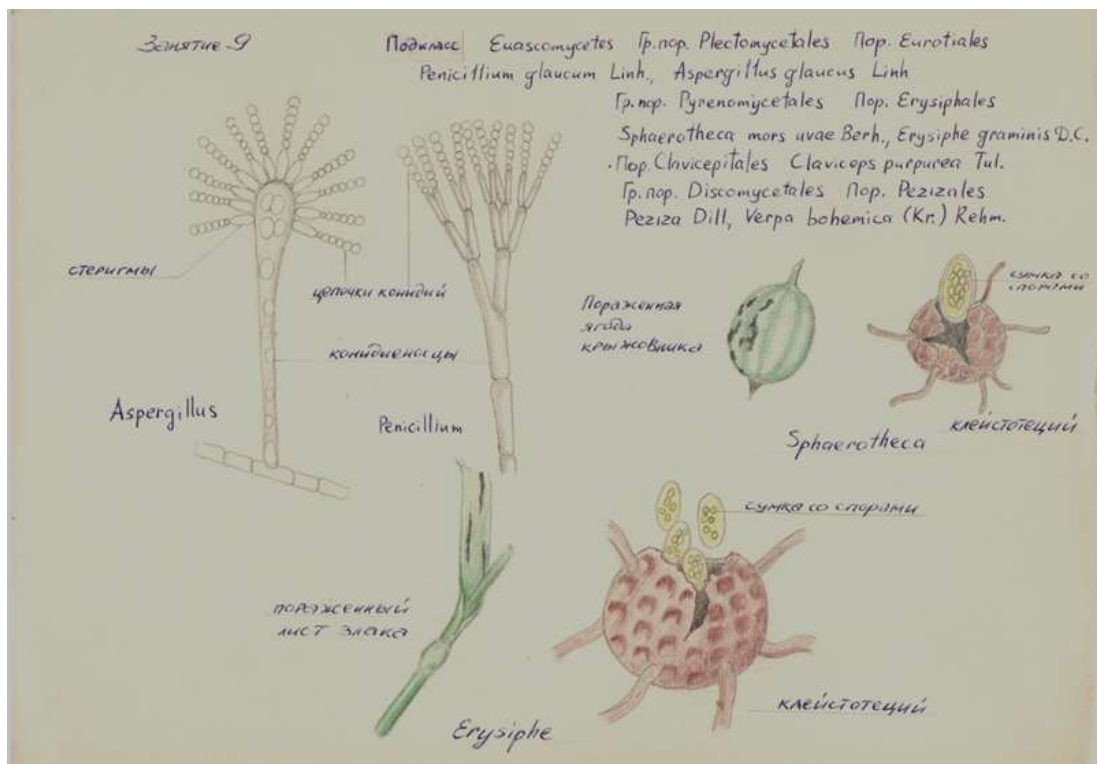 Занятие-9
Подкласс Euascomycetes Гр.пор. Plectomycetales Пор. Eurotiales
Penicillium glaucum Linh., Aspergillus glaucus Linh
Гр.пор. Pyrenomycetales Пор. Erysiphales
Sphaerotheca mors uvae Berh., Erysiphe graminis D.C.
Пор. Clavicepitales Claviceps purpurea Tul.
Гр.пор. Discomycetales Пор. Pezizales
Peziza Dill, Verpa bohemica (Kr.) Rehm.
стеригмы
цепочки конидий
конидиеносцы
Aspergillus
Penicillium
Пораженная
ягода
крыжовника
сумка со
спорами
клейстотеций
Sphaerotheca
сумка со спорами
пораженный
лист злака
клейстотеций
Erysiphe